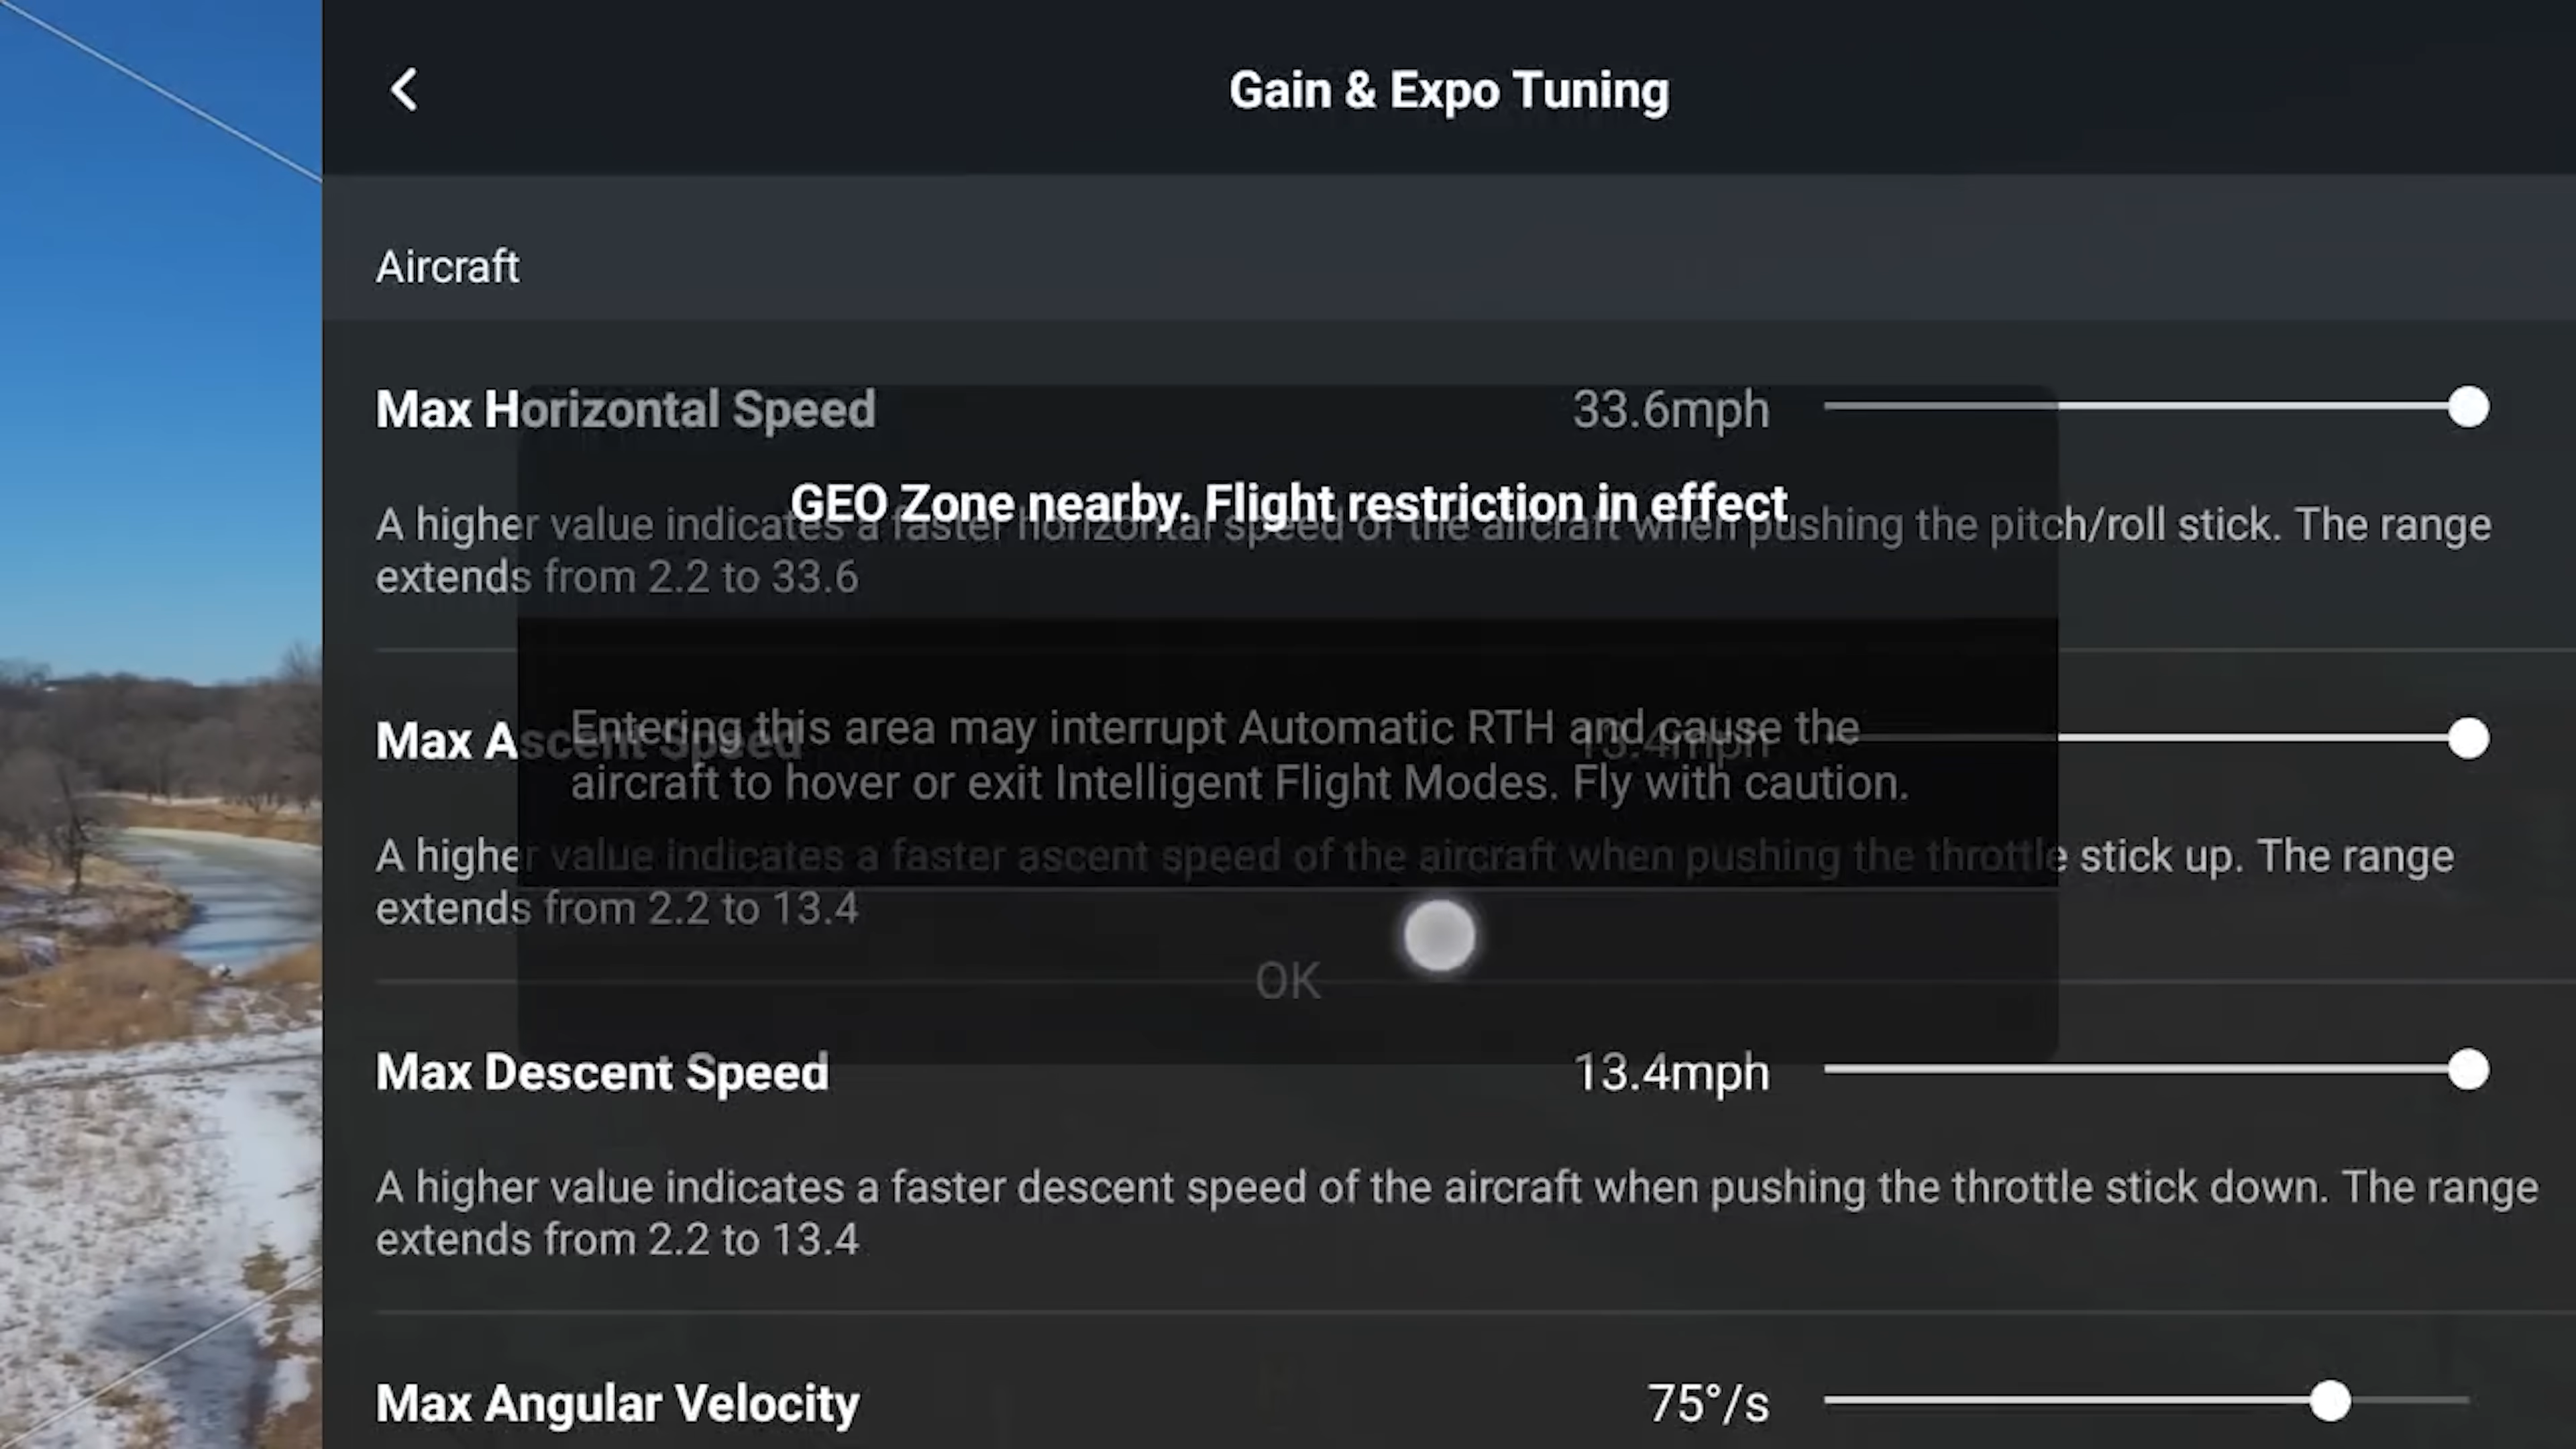 Gain & Expo Tuning
Aircraft
Max Horizontal Speed
33.6mph
GEO Zone nearby. Flight restriction in effect
A higher value indicates a faster horizontal speed of the aircraft when pushing the pitch/roll stick. The range
extends from 2.2 to 33.6
Entering this area may interrupt Automatic RTH and cause the
aircraft to hover or exit Intelligent Flight Modes. Fly with caution.
Max Ascent Speed
13.4mph
A higher value indicates a faster ascent speed of the aircraft when pushing the throttle stick up. The range
extends from 2.2 to 13.4
OK
Max Descent Speed
13.4mph
A higher value indicates a faster descent speed of the aircraft when pushing the throttle stick down. The range
extends from 2.2 to 13.4
Max Angular Velocity
75°/s